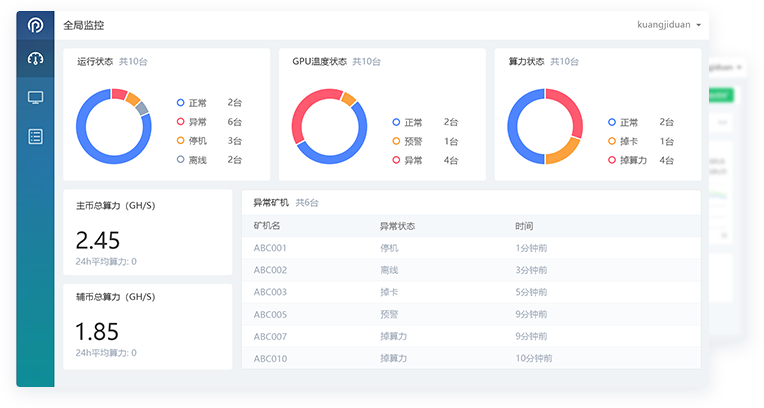 全局监控
kuangjiduan
运行状态 共10台
正常 2台
异常 6台
停机 3台
离线 2台
GPU温度状态 共10台
正常 2台
预警 1台
异常 4台
算力状态 共10台
正常 2台
掉卡 1台
掉算力 4台
主币总算力（GH/S）
2.45
24h平均算力: 0
辅币总算力（GH/S）
1.85
24h平均算力: 0
异常矿机 共6台
矿机名 异常状态 时间
ABC001 停机 1分钟前
ABC002 离线 3分钟前
ABC003 掉卡 5分钟前
ABC005 预警 9分钟前
ABC007 掉算力 9分钟前
ABC010 掉算力 10分钟前